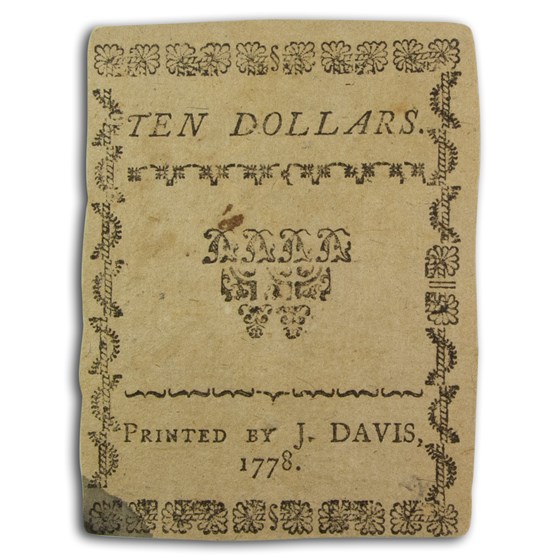 TEN DOLLARS.
PRINTED BY J. DAVIS,
1778.